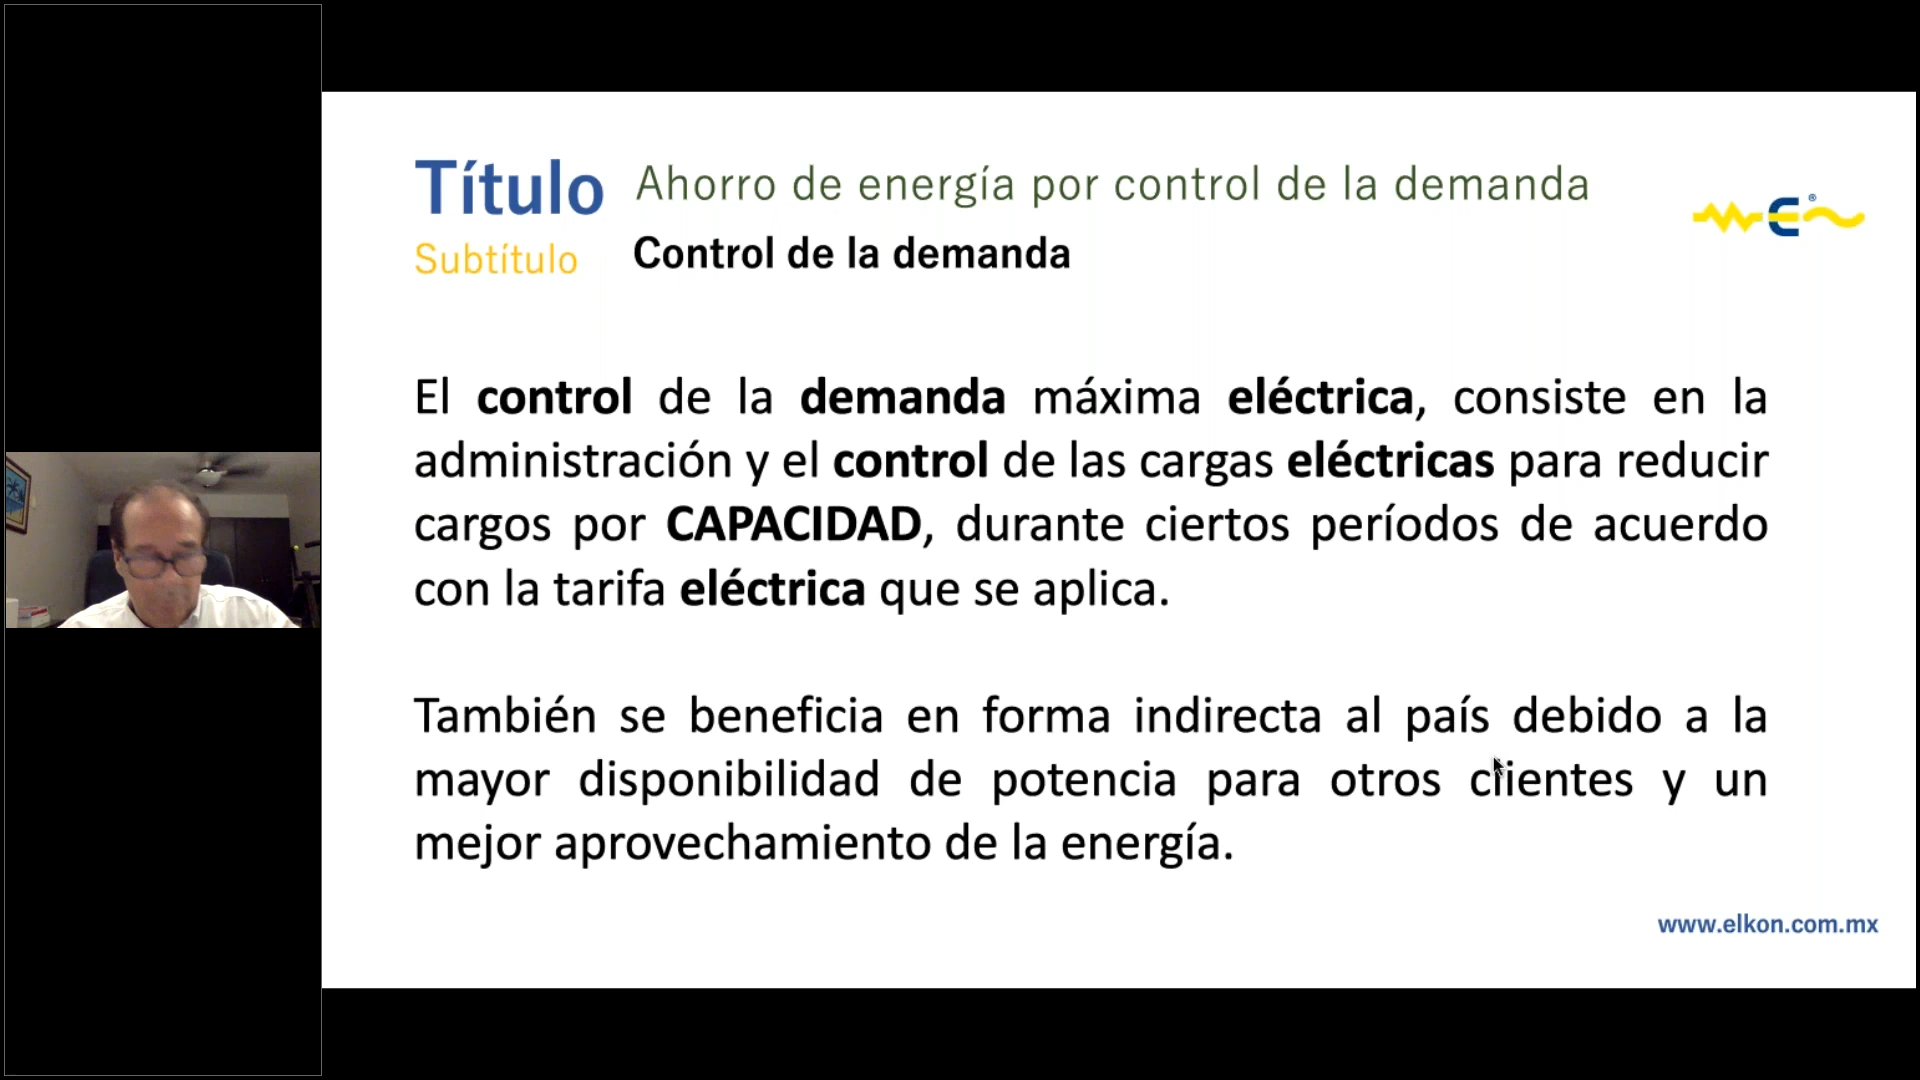 Título Ahorro de energía por control de la demanda
Subtítulo Control de la demanda
E ®
El control de la demanda máxima eléctrica, consiste en la
administración y el control de las cargas eléctricas para reducir
cargos por CAPACIDAD, durante ciertos períodos de acuerdo
con la tarifa eléctrica que se aplica.
También se beneficia en forma indirecta al país debido a la
mayor disponibilidad de potencia para otros clientes y un
mejor aprovechamiento de la energía.
www.elkon.com.mx